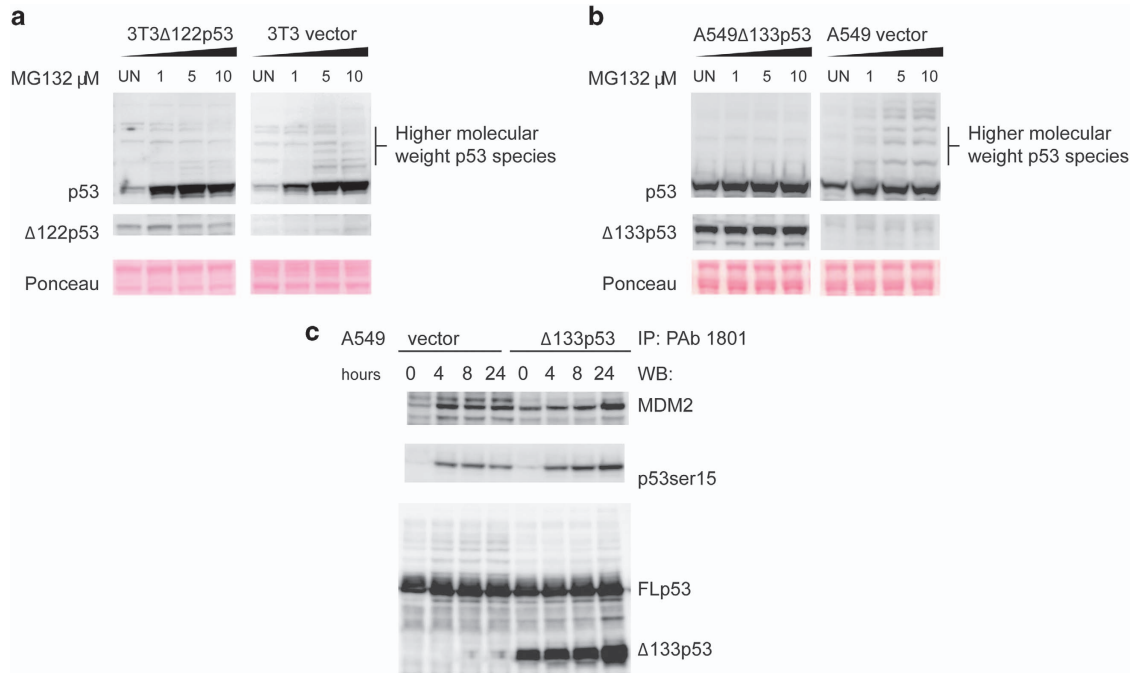 a
3T3Δ122p53 3T3 vector
MG132 µM UN 1 5 10 UN 1 5 10
Higher molecular
weight p53 species
p53
Δ122p53
Ponceau
b
A549Δ133p53 A549 vector
MG132 µM UN 1 5 10 UN 1 5 10
Higher molecular
weight p53 species
p53
Δ133p53
Ponceau
c A549 vector Δ133p53 IP: PAb 1801
hours 0 4 8 24 0 4 8 24 WB:
MDM2
p53ser15
FLp53
Δ133p53